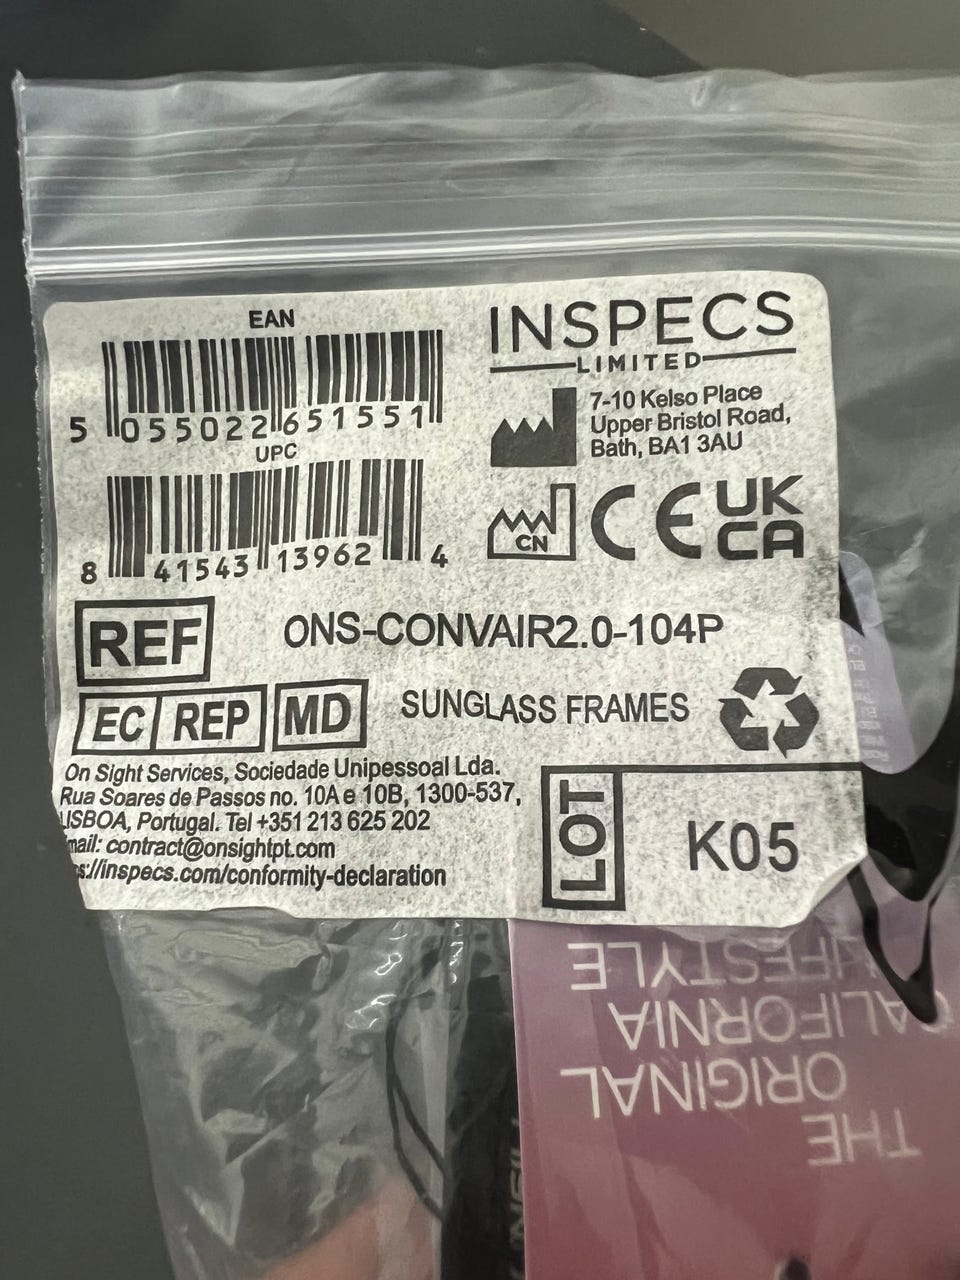 EAN
5 055022 651551
UPC
8 41543 13962 4
INSPECS
LIMITED
7-10 Kelso Place
Upper Bristol Road,
Bath, BA1 3AU
CN
CE
UK
CA
REF ONS-CONVAIR2.0-104P
EC REP MD SUNGLASS FRAMES
On Sight Services, Sociedade Unipessoal Lda.
Rua Soares de Passos no. 10A e 10B, 1300-537,
LISBOA, Portugal. Tel +351 213 625 202
mail: contract@onsightpt.com
s://inspecs.com/conformity-declaration
LOT K05
THE
ORIGINAL
CALIFORNIA
LIFESTYLE